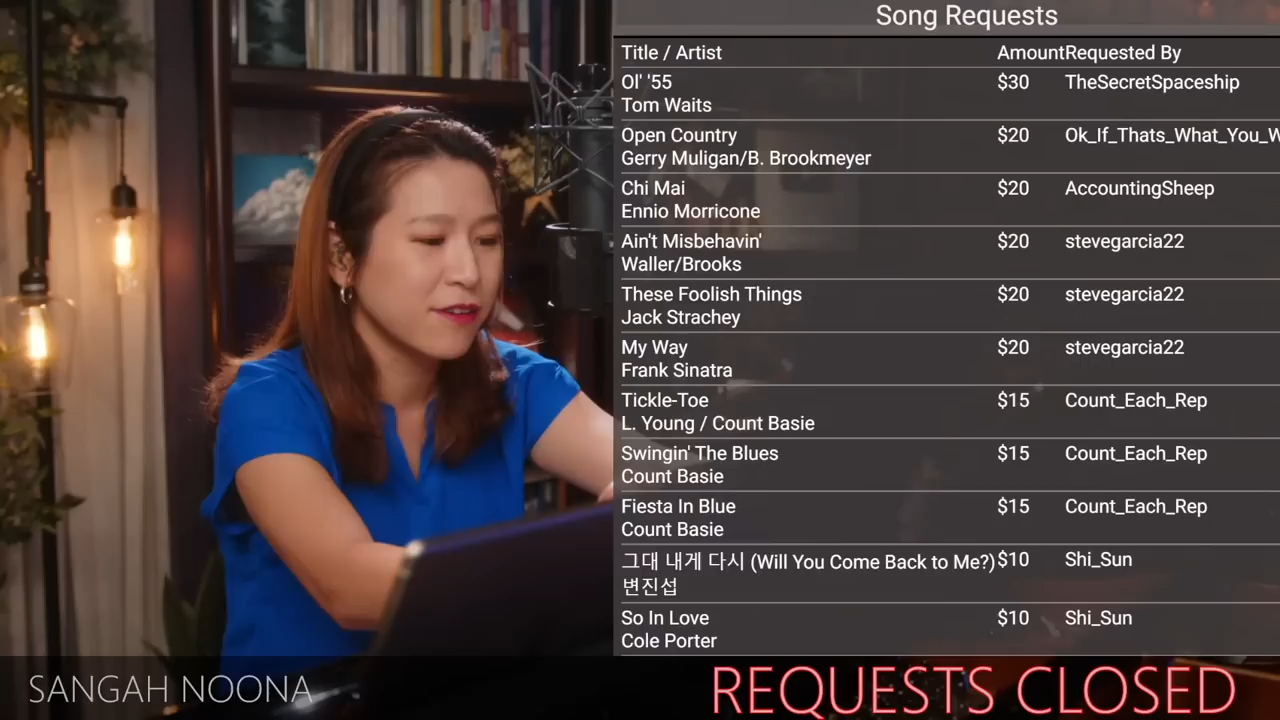 Song Requests
Title / Artist Amount Requested By
Ol' '55 $30 TheSecretSpaceship
Tom Waits
Open Country $20 Ok_If_Thats_What_You_W
Gerry Muligan/B. Brookmeyer
Chi Mai $20 AccountingSheep
Ennio Morricone
Ain't Misbehavin' $20 stevegarcia22
Waller/Brooks
These Foolish Things $20 stevegarcia22
Jack Strachey
My Way $20 stevegarcia22
Frank Sinatra
Tickle-Toe $15 Count_Each_Rep
L. Young / Count Basie
Swingin' The Blues $15 Count_Each_Rep
Count Basie
Fiesta In Blue $15 Count_Each_Rep
Count Basie
그대 내게 다시 (Will You Come Back to Me?) $10 Shi_Sun
변진섭
So In Love $10 Shi_Sun
Cole Porter
SANGAH NOONA
REQUESTS CLOSED